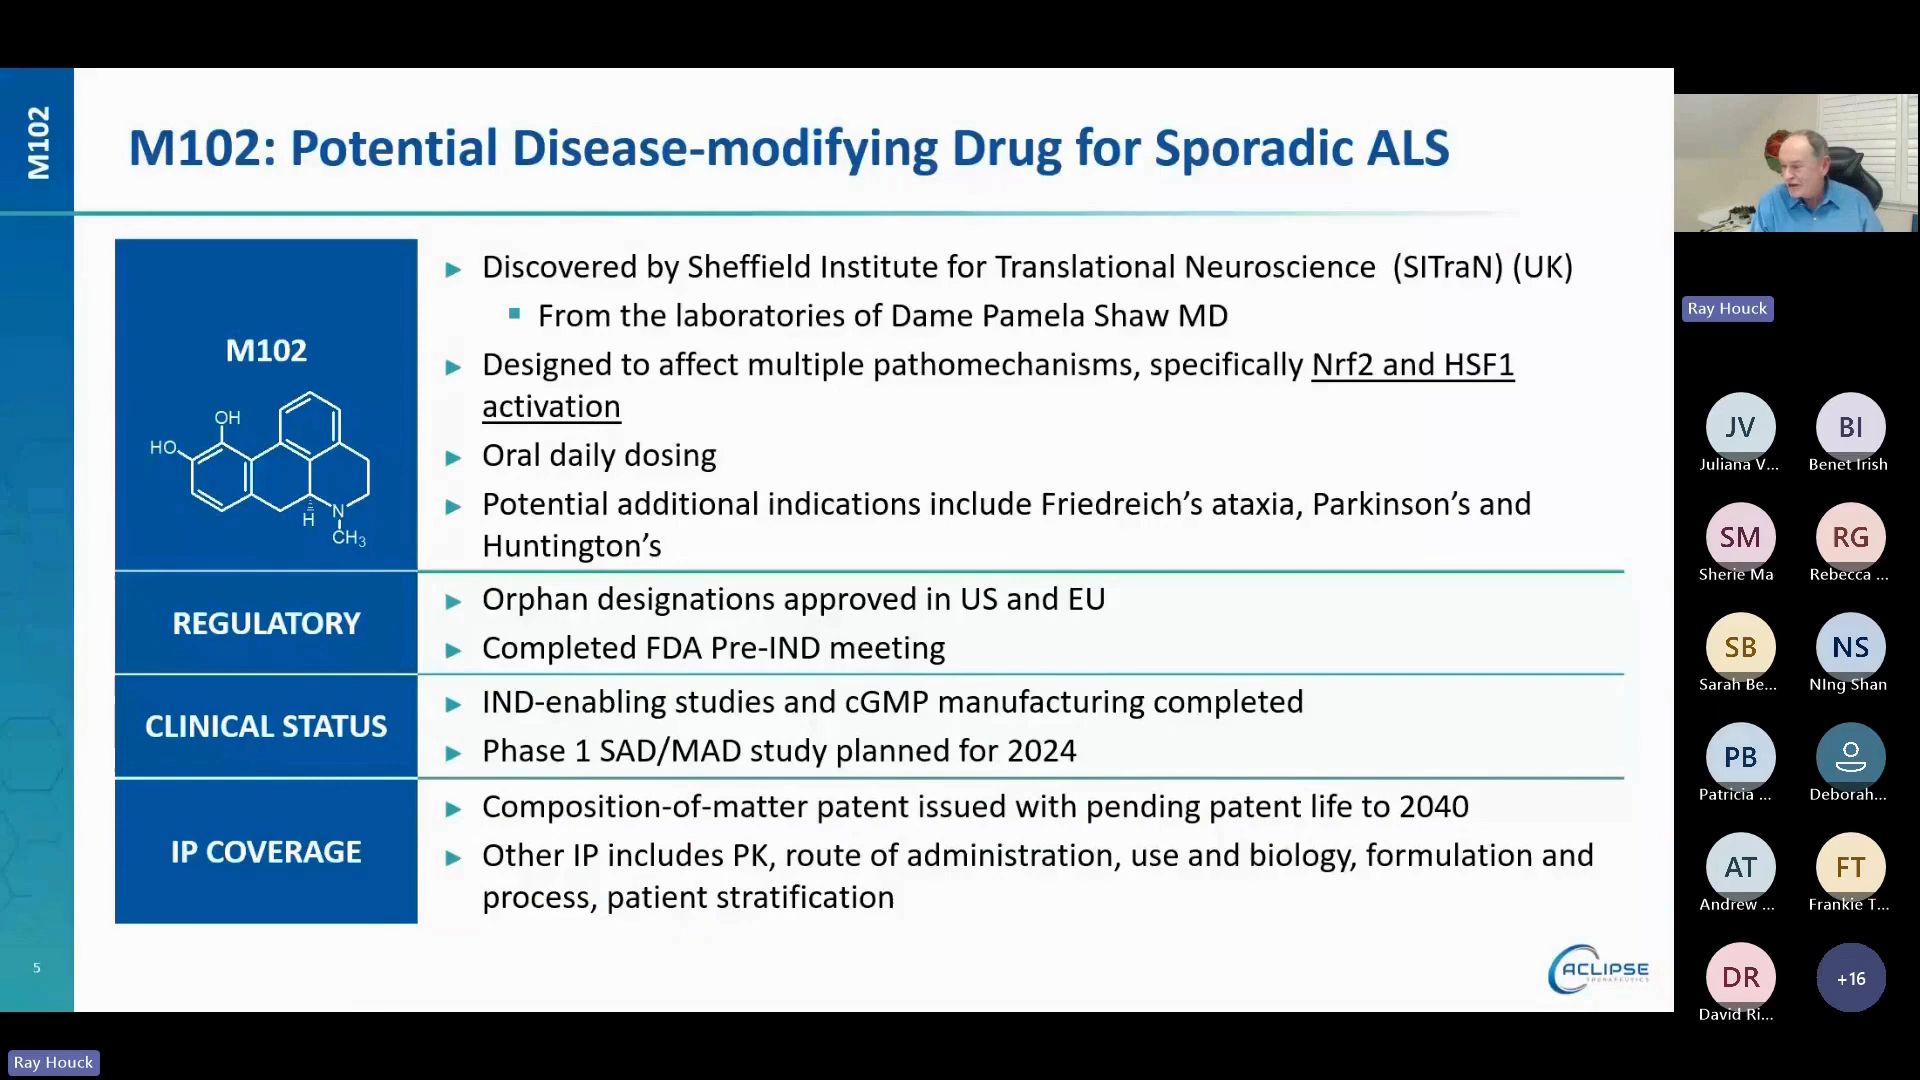 M102
M102: Potential Disease-modifying Drug for Sporadic ALS
M102
OH
HO
H
N
CH3
► Discovered by Sheffield Institute for Translational Neuroscience (SITraN) (UK)
▪ From the laboratories of Dame Pamela Shaw MD
► Designed to affect multiple pathomechanisms, specifically Nrf2 and HSF1
activation
► Oral daily dosing
► Potential additional indications include Friedreich’s ataxia, Parkinson’s and
Huntington’s
REGULATORY
► Orphan designations approved in US and EU
► Completed FDA Pre-IND meeting
CLINICAL STATUS
► IND-enabling studies and cGMP manufacturing completed
► Phase 1 SAD/MAD study planned for 2024
IP COVERAGE
► Composition-of-matter patent issued with pending patent life to 2040
► Other IP includes PK, route of administration, use and biology, formulation and
process, patient stratification
5
ACLIPSE
THERAPEUTICS
Ray Houck
Ray Houck
JV
Juliana V...
BI
Benet Irish
SM
Sherie Ma
RG
Rebecca ...
SB
Sarah Be...
NS
NIng Shan
PB
Patricia ...
Deborah...
AT
Andrew ...
FT
Frankie T...
DR
David Ri...
+16